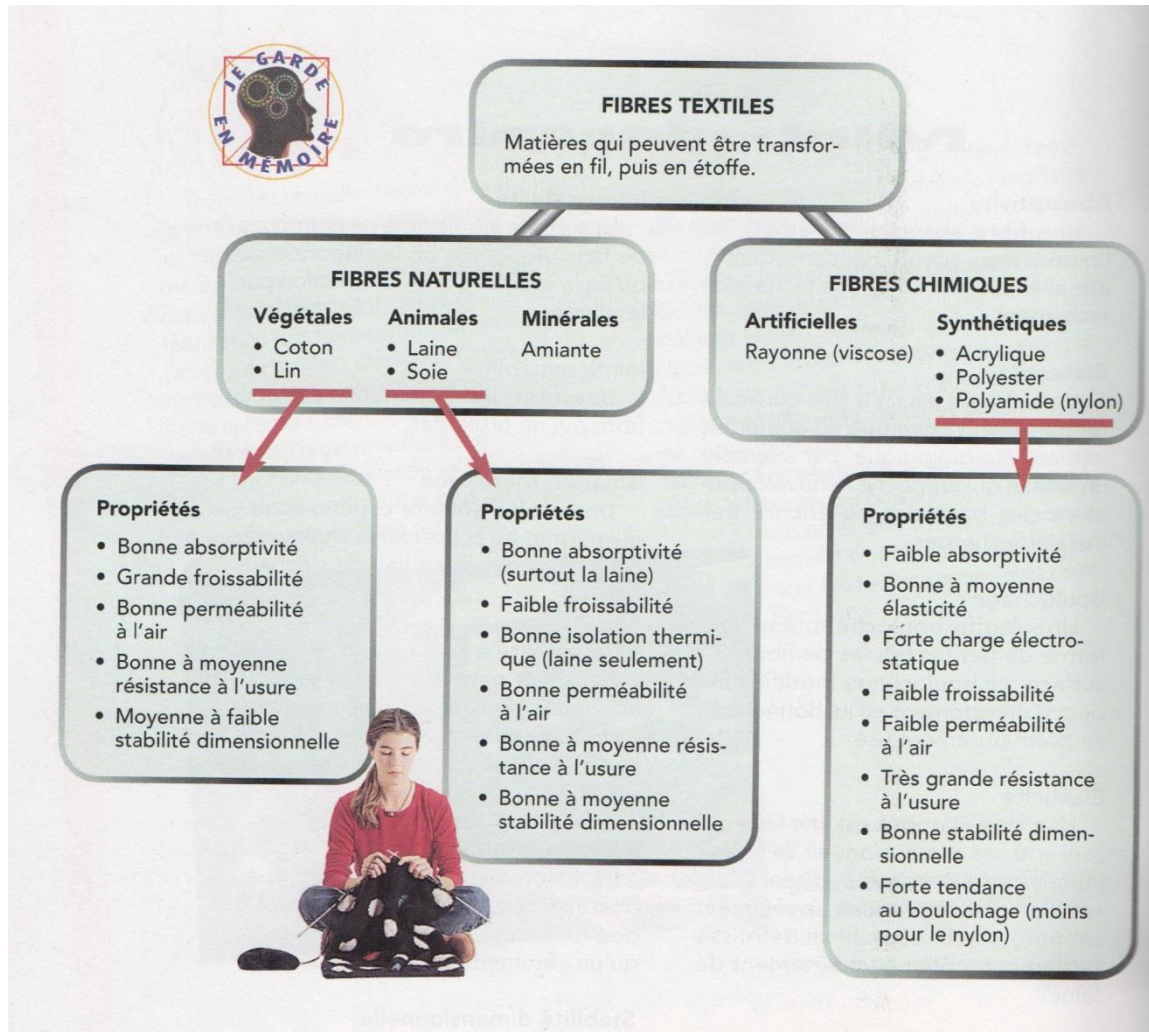 JE GARDE
EN MÉMOIRE
FIBRES TEXTILES
Matières qui peuvent être transfor-
mées en fil, puis en étoffe.
FIBRES NATURELLES
Végétales
• Coton
• Lin
Animales
• Laine
• Soie
Minérales
Amiante
FIBRES CHIMIQUES
Artificielles
Rayonne (viscose)
Synthétiques
• Acrylique
• Polyester
• Polyamide (nylon)
Propriétés
• Bonne absorptivité
• Grande froissabilité
• Bonne perméabilité
à l'air
• Bonne à moyenne
résistance à l'usure
• Moyenne à faible
stabilité dimensionnelle
Propriétés
• Bonne absorptivité
(surtout la laine)
• Faible froissabilité
• Bonne isolation thermi-
que (laine seulement)
• Bonne perméabilité
à l'air
• Bonne à moyenne résis-
tance à l'usure
• Bonne à moyenne
stabilité dimensionnelle
Propriétés
• Faible absorptivité
• Bonne à moyenne
élasticité
• Forte charge électro-
statique
• Faible froissabilité
• Faible perméabilité
à l'air
• Très grande résistance
à l'usure
• Bonne stabilité dimen-
sionnelle
• Forte tendance
au boulochage (moins
pour le nylon)